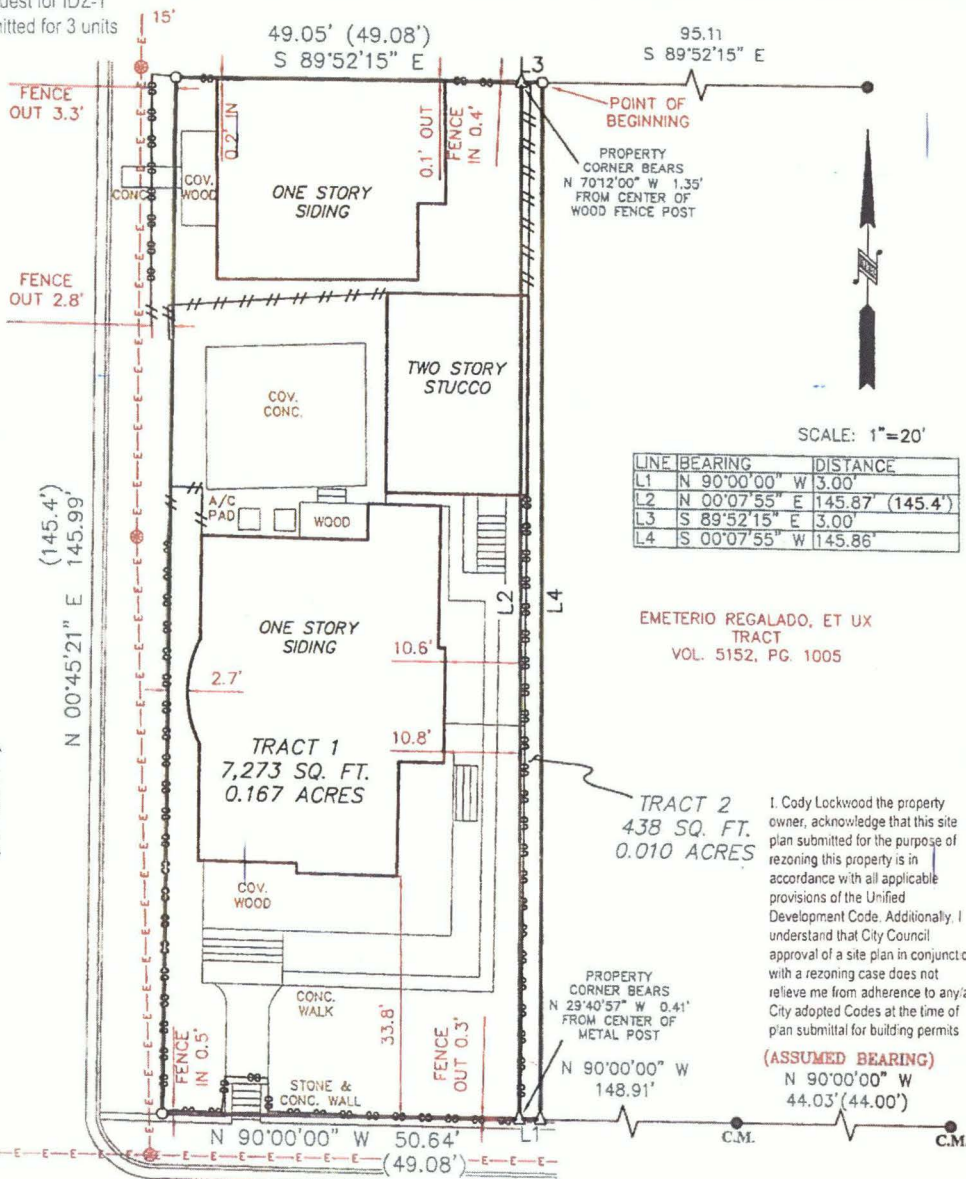 15'
itted for 3 units
49.05' (49.08')
S 89°52'15" E
95.11
S 89°52'15" E
L3
FENCE
OUT 3.3'
0.2' IN
0.1' OUT
FENCE
IN 0.4'
POINT OF
BEGINNING
PROPERTY
CORNER BEARS
N 70°12'00" W 1.35'
FROM CENTER OF
WOOD FENCE POST
CONC.
COV.
WOOD
ONE STORY
SIDING
FENCE
OUT 2.8'
TWO STORY
STUCCO
COV.
CONC.
SCALE: 1"=20'
LINE BEARING DISTANCE
L1 N 90°00'00" W 3.00'
L2 N 00°07'55" E 145.87' (145.4')
L3 S 89°52'15" E 3.00'
L4 S 00°07'55" W 145.86'
A/C
PAD
WOOD
(145.4')
N 00°45'21" E 145.99'
L2
L4
EMETERIO REGALADO, ET UX
TRACT
VOL. 5152, PG. 1005
ONE STORY
SIDING
10.6'
2.7'
10.8'
TRACT 1
7,273 SQ. FT.
0.167 ACRES
TRACT 2
438 SQ. FT.
0.010 ACRES
I. Cody Lockwood the property
owner, acknowledge that this site
plan submitted for the purpose of
rezoning this property is in
accordance with all applicable
provisions of the Unified
Development Code. Additionally, I
understand that City Council
approval of a site plan in conjunctio
with a rezoning case does not
relieve me from adherence to any/a
City adopted Codes at the time of
plan submittal for building permits
COV.
WOOD
CONC.
WALK
33.8'
PROPERTY
CORNER BEARS
N 29°40'57" W 0.41'
FROM CENTER OF
METAL POST
FENCE
IN 0.5'
STONE &
CONC. WALL
FENCE
OUT 0.3'
N 90°00'00" W
148.91'
(ASSUMED BEARING)
N 90°00'00" W
44.03'(44.00')
N 90°00'00" W 50.64'
(49.08')
L1
C.M.
C.M.
E E E E E E E